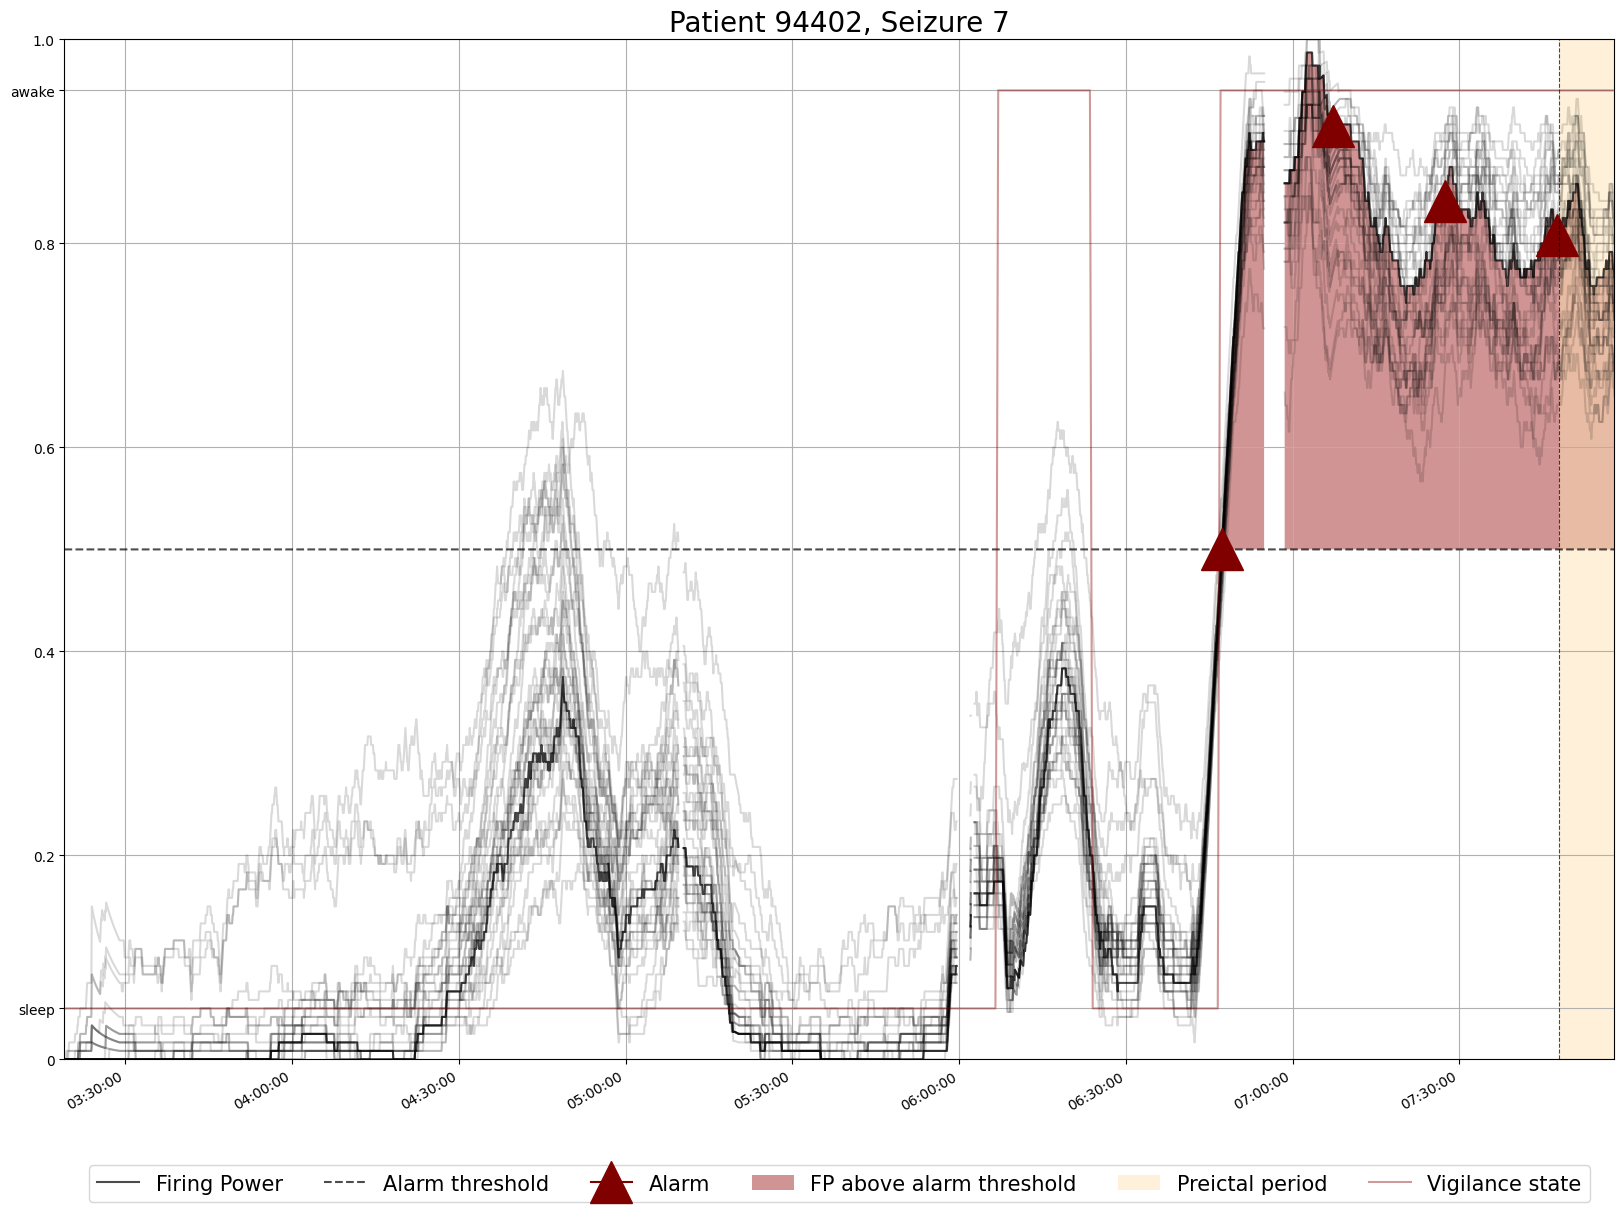 Patient 94402, Seizure 7
1.0
awake
0.8
0.6
0.4
0.2
sleep
0
03:30:00 04:00:00 04:30:00 05:00:00 05:30:00 06:00:00 06:30:00 07:00:00 07:30:00
Firing Power Alarm threshold Alarm FP above alarm threshold Preictal period Vigilance state